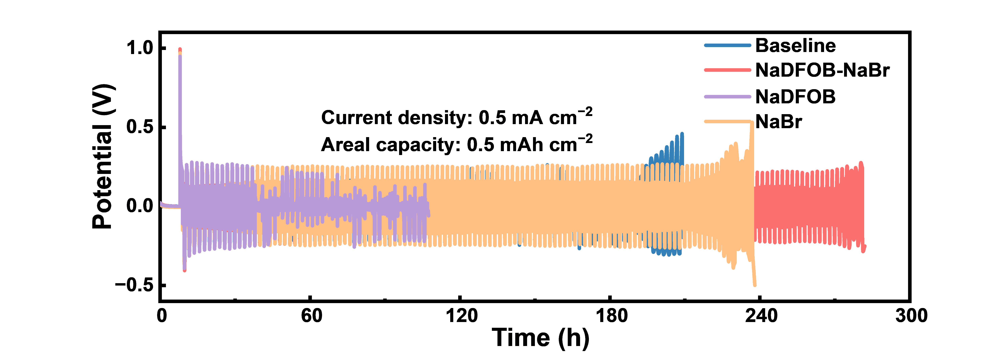 1.0
0.5
0.0
−0.5
Potential (V)
Baseline
NaDFOB-NaBr
NaDFOB
NaBr
Current density: 0.5 mA cm⁻²
Areal capacity: 0.5 mAh cm⁻²
0 60 120 180 240 300
Time (h)